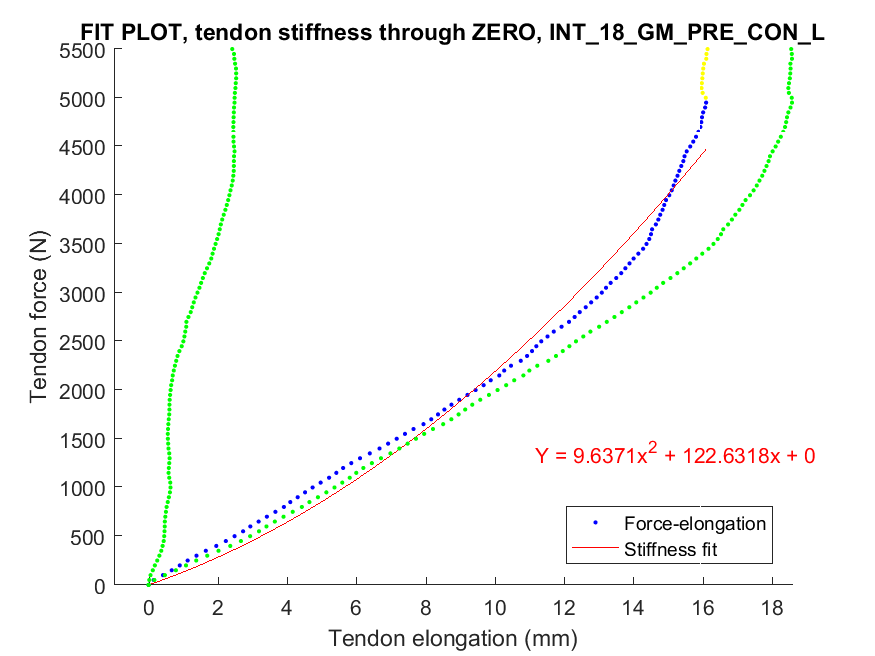 FIT PLOT, tendon stiffness through ZERO, INT_18_GM_PRE_CON_L
5500
5000
4500
4000
3500
3000
2500
2000
1500
1000
500
0
Tendon force (N)
Y = 9.6371x² + 122.6318x + 0
Force-elongation
Stiffness fit
0 2 4 6 8 10 12 14 16 18
Tendon elongation (mm)